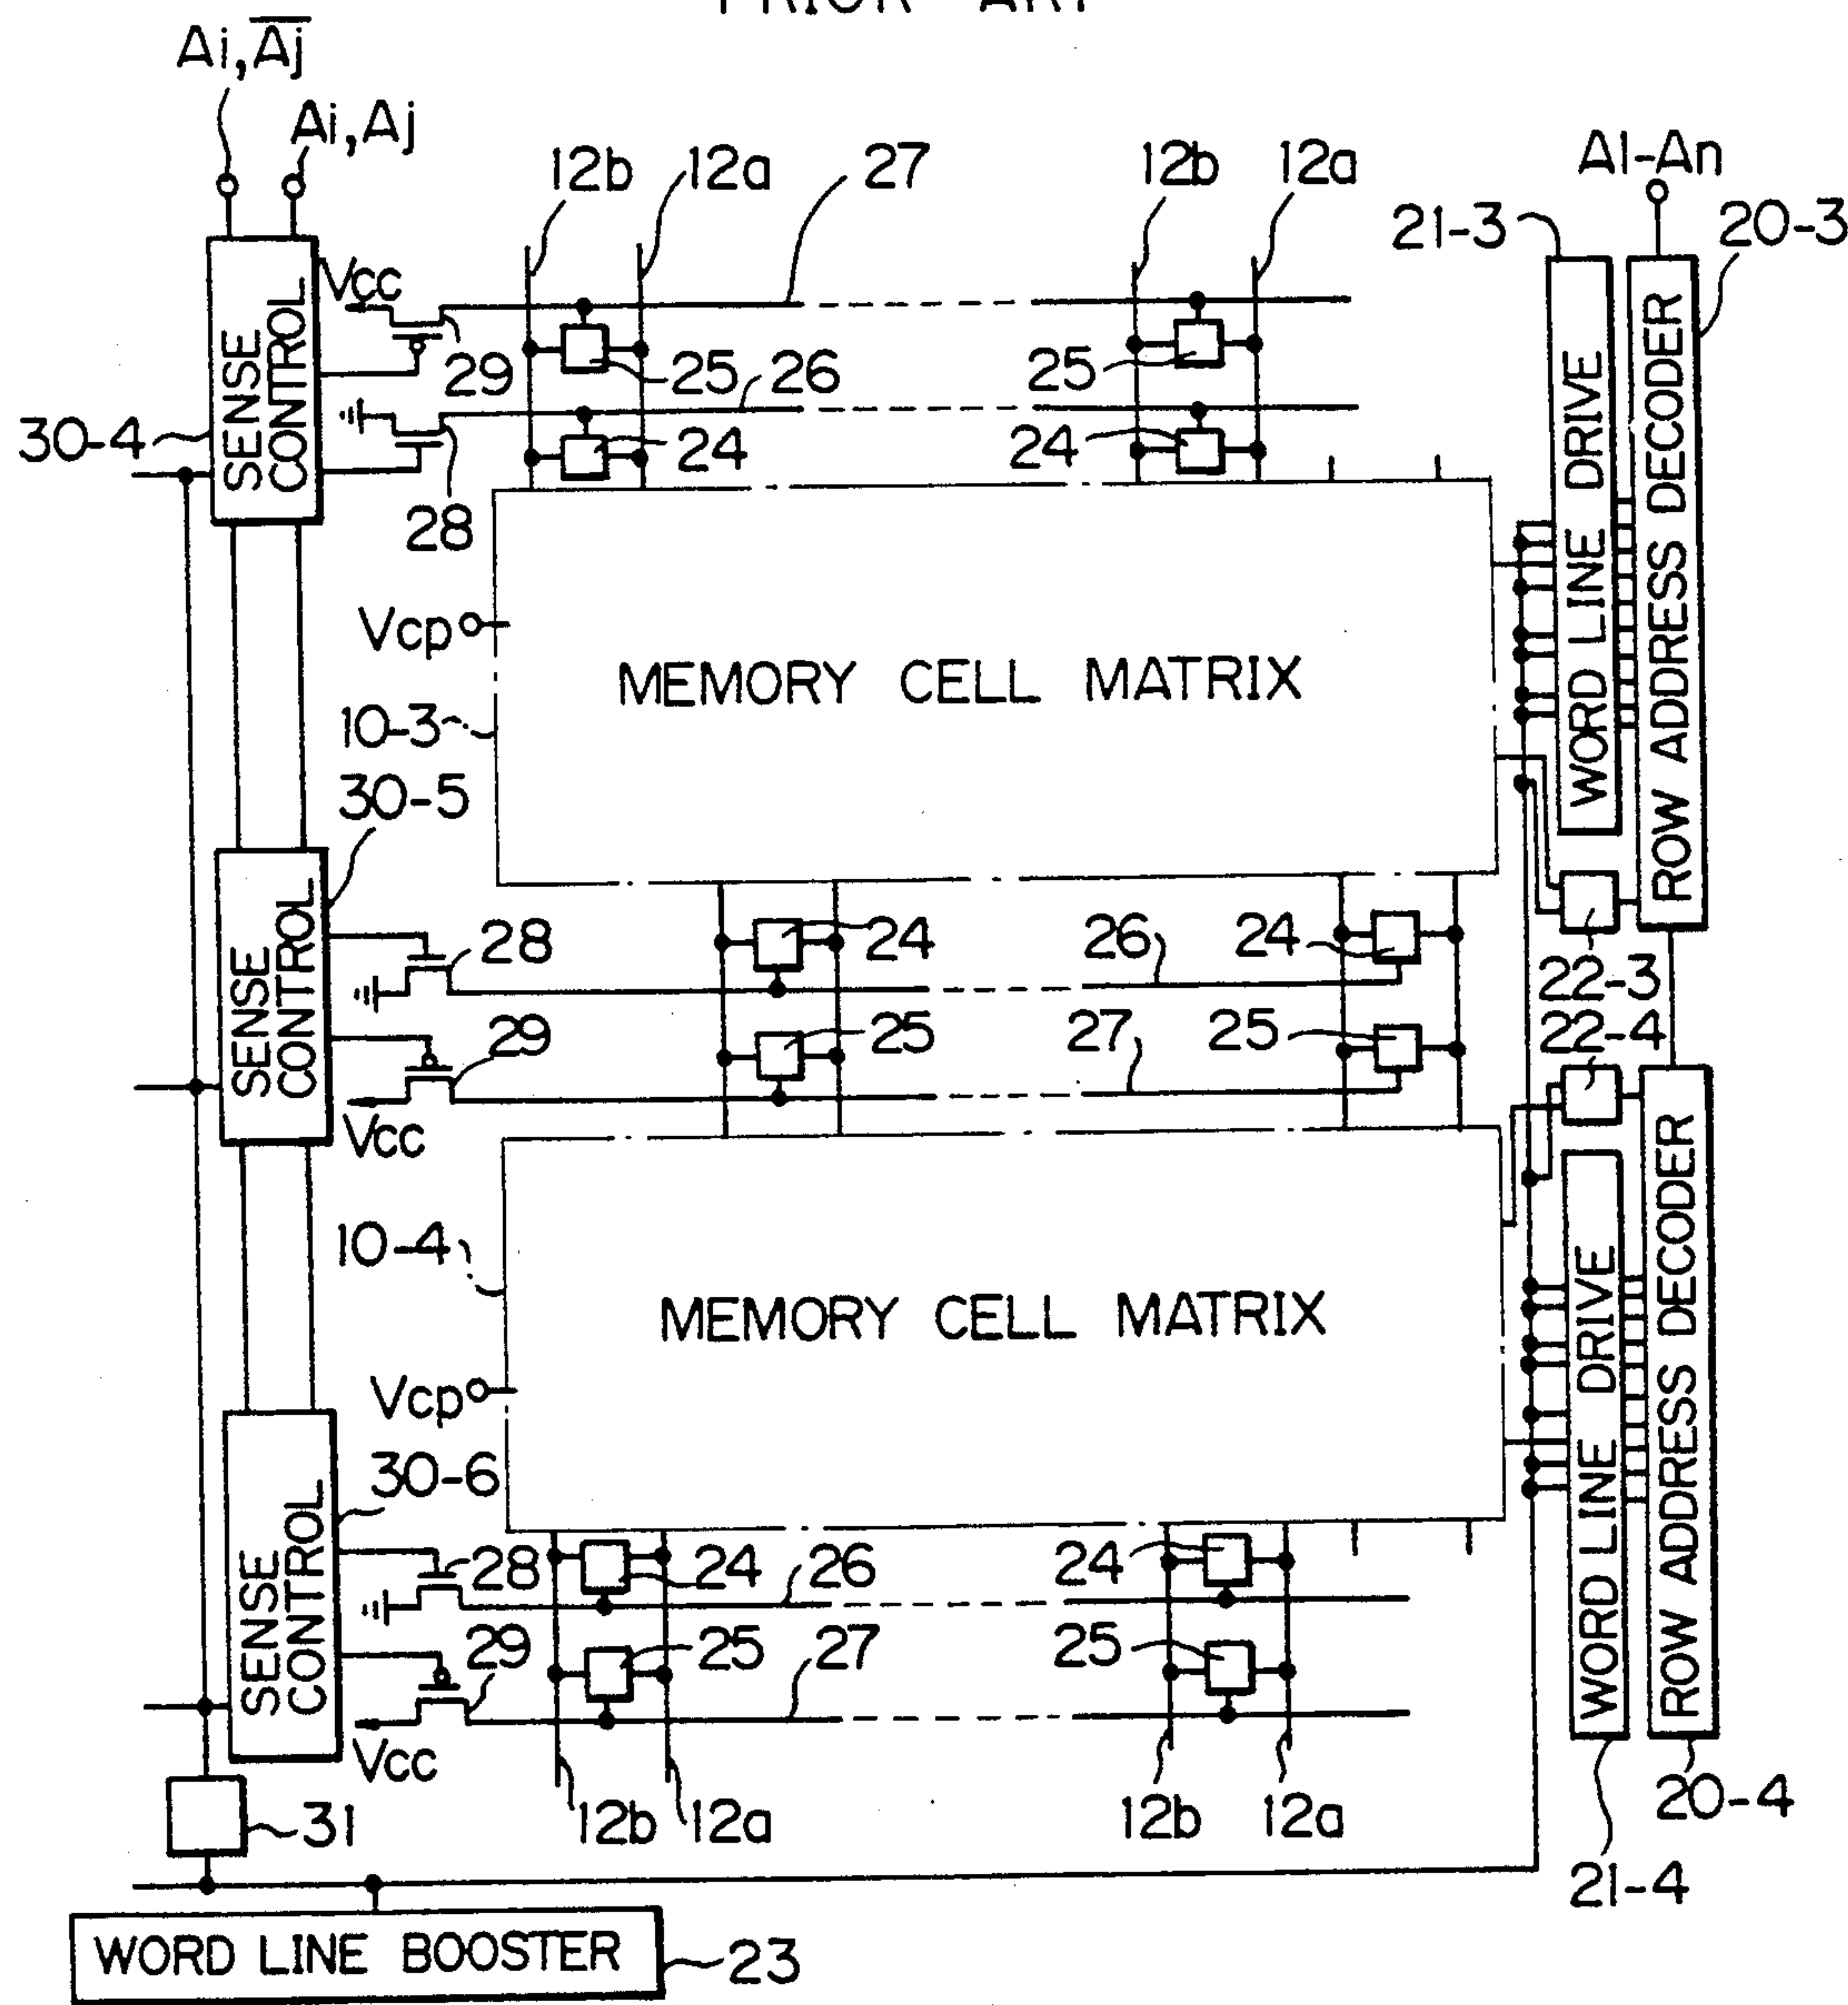 PRIOR ART
Ai, A̅j̅
Ai, Aj
12b
12a
27
12b
12a
A1-An
21-3
20-3
Vcc
29
25
26
25
30-4
SENSE CONTROL
28
24
24
WORD LINE DRIVE
ROW ADDRESS DECODER
Vcp
MEMORY CELL MATRIX
10-3
30-5
SENSE CONTROL
28
24
26
24
22-3
29
25
27
25
22-4
Vcc
10-4
MEMORY CELL MATRIX
WORD LINE DRIVE
ROW ADDRESS DECODER
Vcp
30-6
SENSE CONTROL
28
24
26
24
29
25
27
25
Vcc
31
12b
12a
12b
12a
20-4
21-4
WORD LINE BOOSTER
23